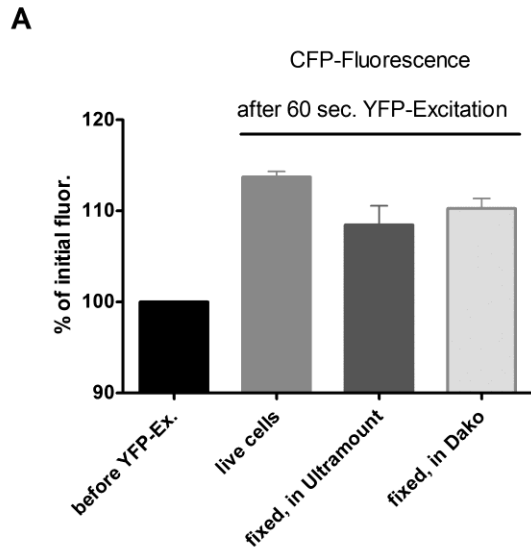 A
CFP-Fluorescence
after 60 sec. YFP-Excitation
% of initial fluor.
120
110
100
90
before YFP-Ex.
live cells
fixed, in Ultramount
fixed, in Dako